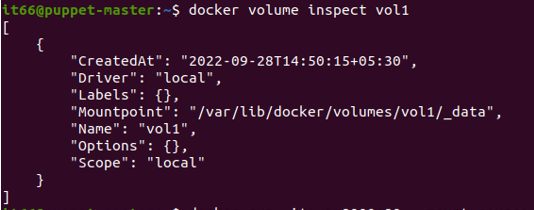 it66@puppet-master:~$ docker volume inspect vol1
[
    {
        "CreatedAt": "2022-09-28T14:50:15+05:30",
        "Driver": "local",
        "Labels": {},
        "Mountpoint": "/var/lib/docker/volumes/vol1/_data",
        "Name": "vol1",
        "Options": {},
        "Scope": "local"
    }
]